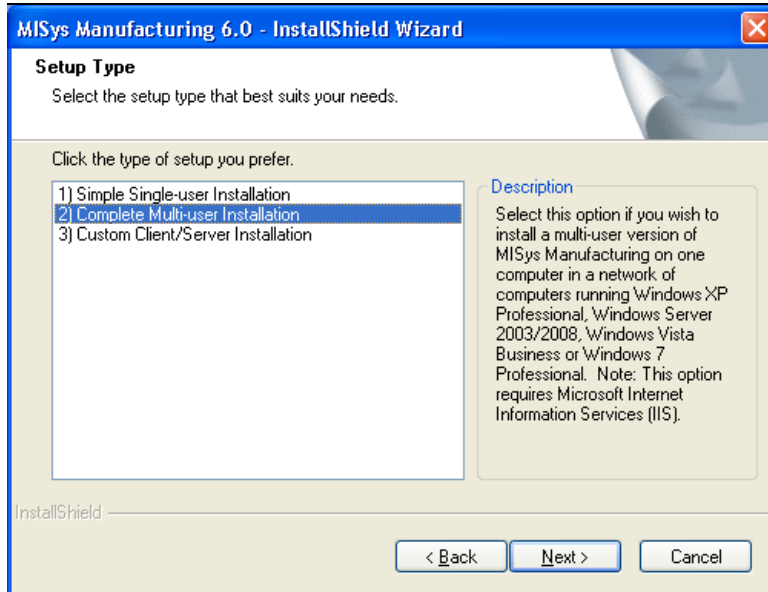 MISys Manufacturing 6.0 - InstallShield Wizard
Setup Type
Select the setup type that best suits your needs.
Click the type of setup you prefer.
1) Simple Single-user Installation
2) Complete Multi-user Installation
3) Custom Client/Server Installation
Description
Select this option if you wish to
install a multi-user version of
MISys Manufacturing on one
computer in a network of
computers running Windows XP
Professional, Windows Server
2003/2008, Windows Vista
Business or Windows 7
Professional. Note: This option
requires Microsoft Internet
Information Services (IIS).
InstallShield
< Back
Next >
Cancel